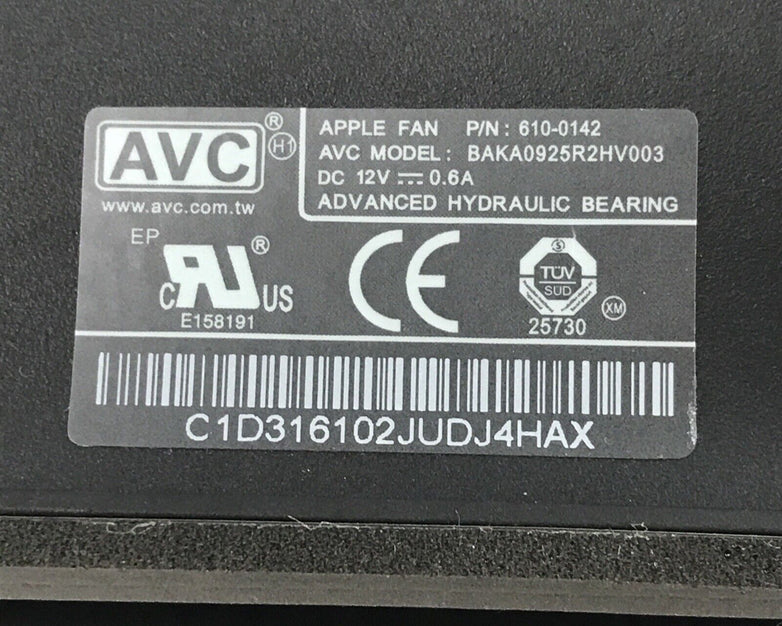 AVC ®
H1
www.avc.com.tw
APPLE FAN P/N : 610-0142
AVC MODEL : BAKA0925R2HV003
DC 12V ⎓ 0.6A
ADVANCED HYDRAULIC BEARING
EP
c RU ® US
E158191
CE
S
TÜV
SÜD
25730
XM
C1D316102JUDJ4HAX